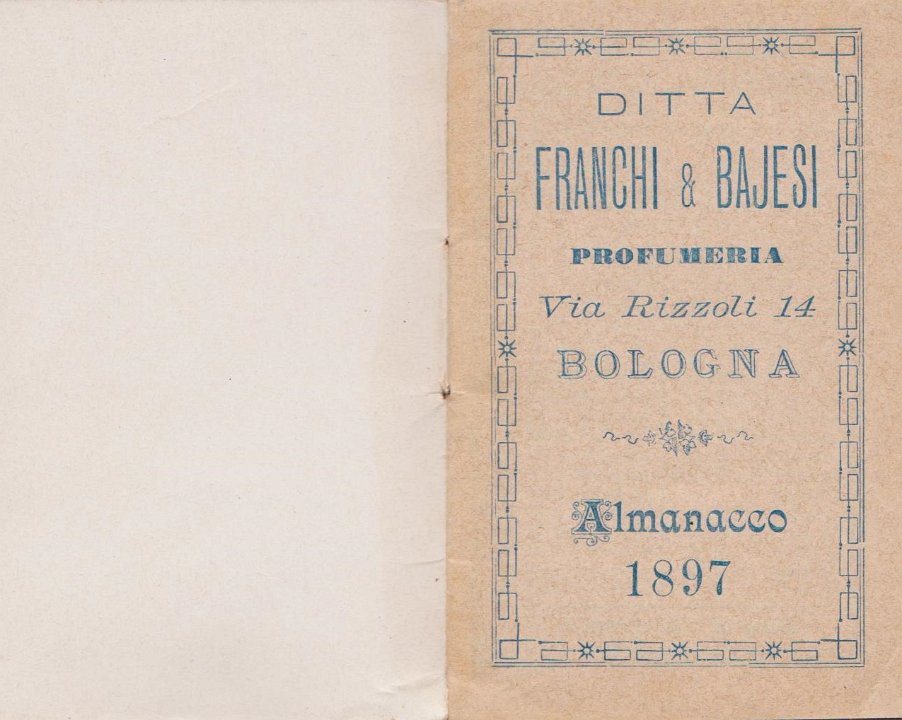 DITTA
FRANCHI & BAJESI
PROFUMERIA
Via Rizzoli 14
BOLOGNA
Almanacco
1897